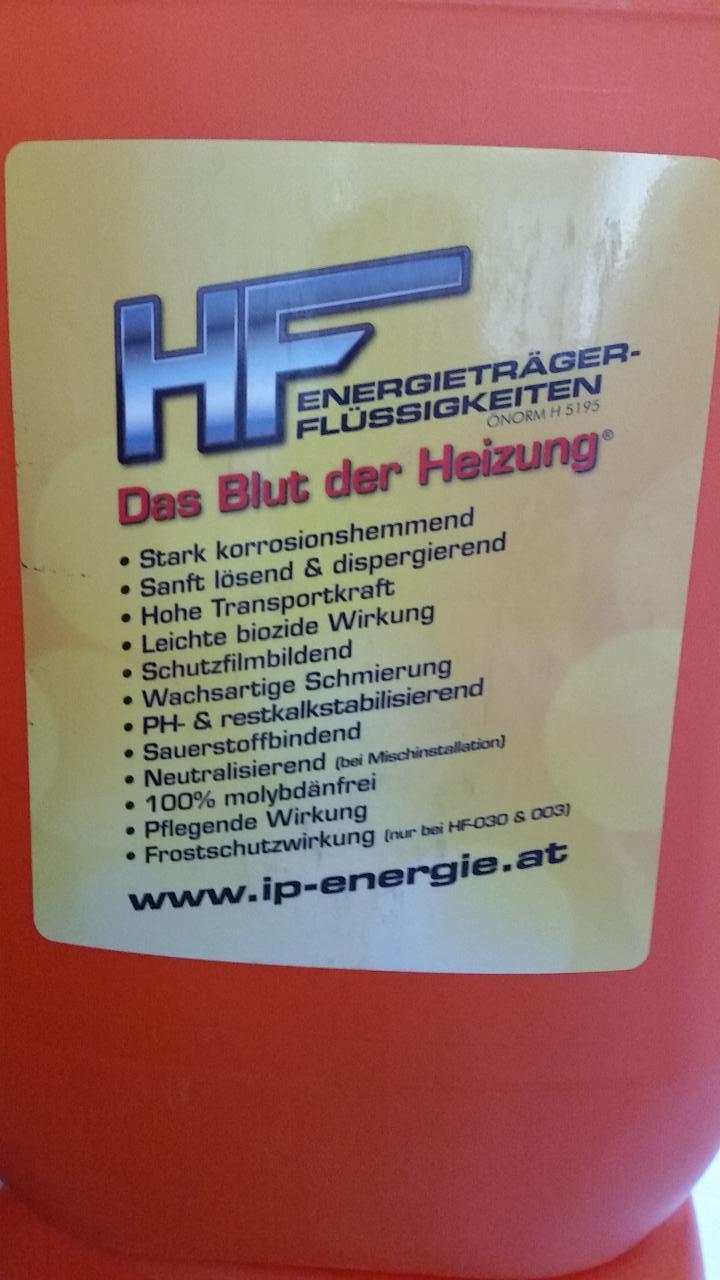 HF
ENERGIETRÄGER-
FLÜSSIGKEITEN
ÖNORM H 5195
Das Blut der Heizung®
• Stark korrosionshemmend
• Sanft lösend & dispergierend
• Hohe Transportkraft
• Leichte biozide Wirkung
• Schutzfilmbildend
• Wachsartige Schmierung
• PH- & restkalkstabilisierend
• Sauerstoffbindend
• Neutralisierend (bei Mischinstallation)
• 100% molybdänfrei
• Pflegende Wirkung
• Frostschutzwirkung (nur bei HF-030 & 003)
www.ip-energie.at